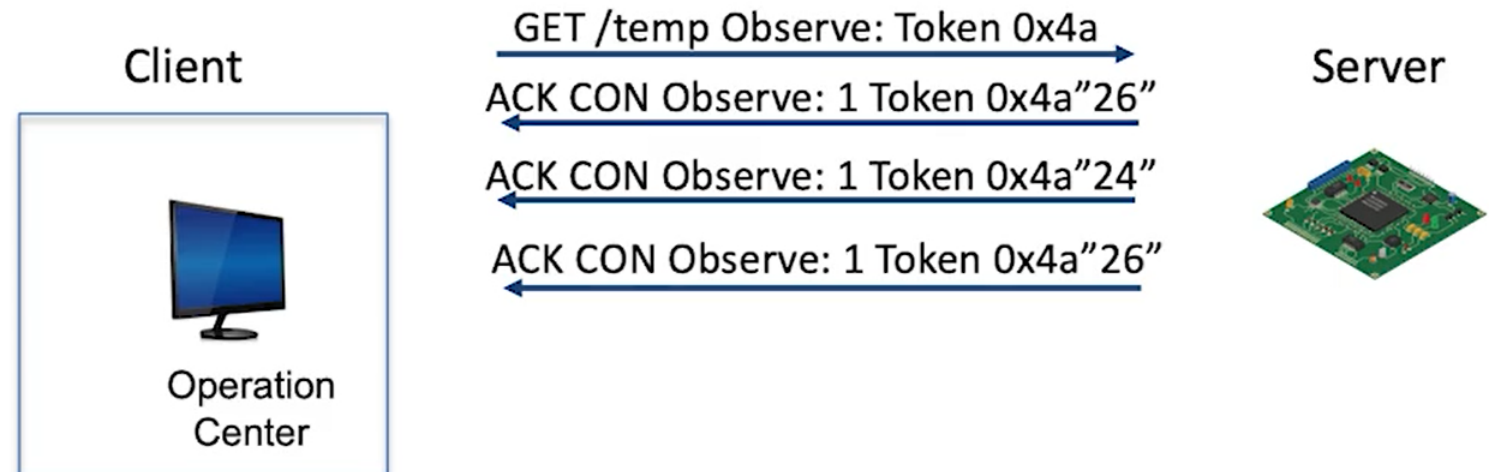 GET /temp Observe: Token 0x4a
Client
Server
ACK CON Observe: 1 Token 0x4a”26”
ACK CON Observe: 1 Token 0x4a”24”
ACK CON Observe: 1 Token 0x4a”26”
Operation
Center